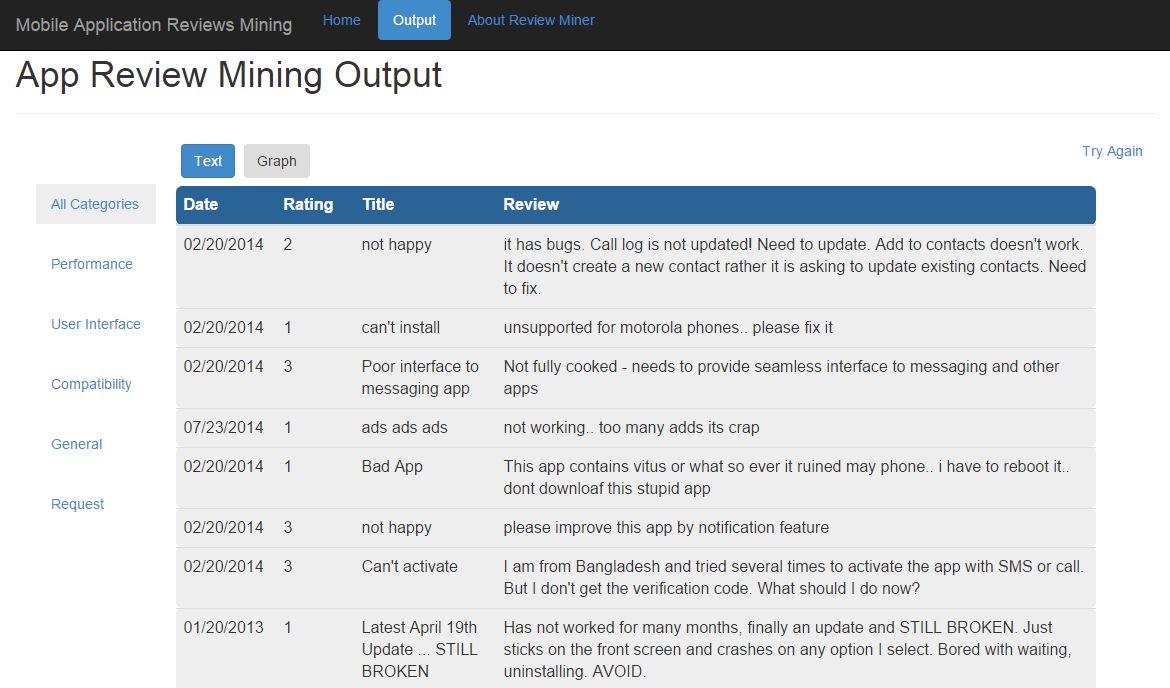 Mobile Application Reviews Mining Home Output About Review Miner
App Review Mining Output
Text Graph Try Again
All Categories
Performance
User Interface
Compatibility
General
Request
Date Rating Title Review
02/20/2014 2 not happy it has bugs. Call log is not updated! Need to update. Add to contacts doesn't work.
It doesn't create a new contact rather it is asking to update existing contacts. Need
to fix.
02/20/2014 1 can't install unsupported for motorola phones.. please fix it
02/20/2014 3 Poor interface to Not fully cooked - needs to provide seamless interface to messaging and other
messaging app apps
07/23/2014 1 ads ads ads not working.. too many adds its crap
02/20/2014 1 Bad App This app contains vitus or what so ever it ruined may phone.. i have to reboot it..
dont downloaf this stupid app
02/20/2014 3 not happy please improve this app by notification feature
02/20/2014 3 Can't activate I am from Bangladesh and tried several times to activate the app with SMS or call.
But I don't get the verification code. What should I do now?
01/20/2013 1 Latest April 19th Has not worked for many months, finally an update and STILL BROKEN. Just
Update ... STILL sticks on the front screen and crashes on any option I select. Bored with waiting,
BROKEN uninstalling. AVOID.